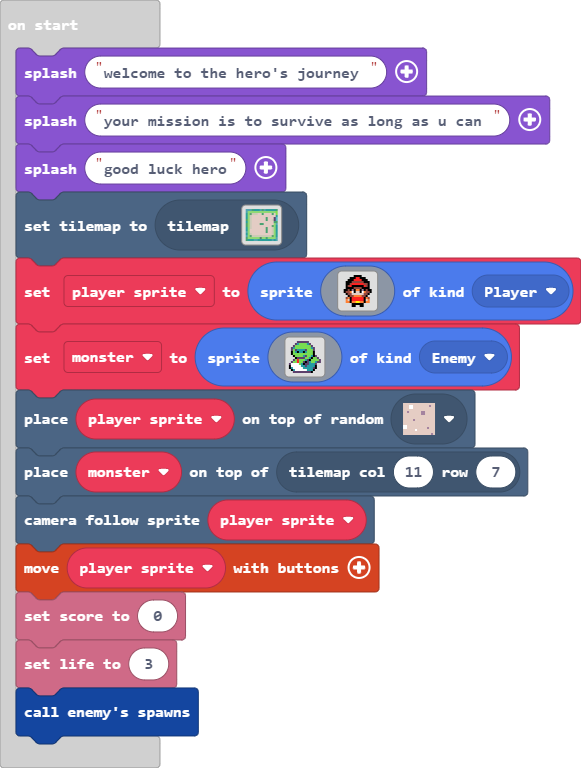 on start
splash "welcome to the hero's journey " +
splash "your mission is to survive as long as u can " +
splash "good luck hero" +
set tilemap to tilemap
set player sprite to sprite of kind Player
set monster to sprite of kind Enemy
place player sprite on top of random
place monster on top of tilemap col 11 row 7
camera follow sprite player sprite
move player sprite with buttons +
set score to 0
set life to 3
call enemy's spawns